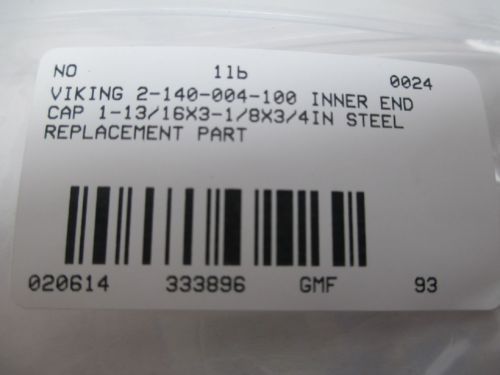 NO 1lb 0024
VIKING 2-140-004-100 INNER END
CAP 1-13/16X3-1/8X3/4IN STEEL
REPLACEMENT PART
020614 333896 GMF 93